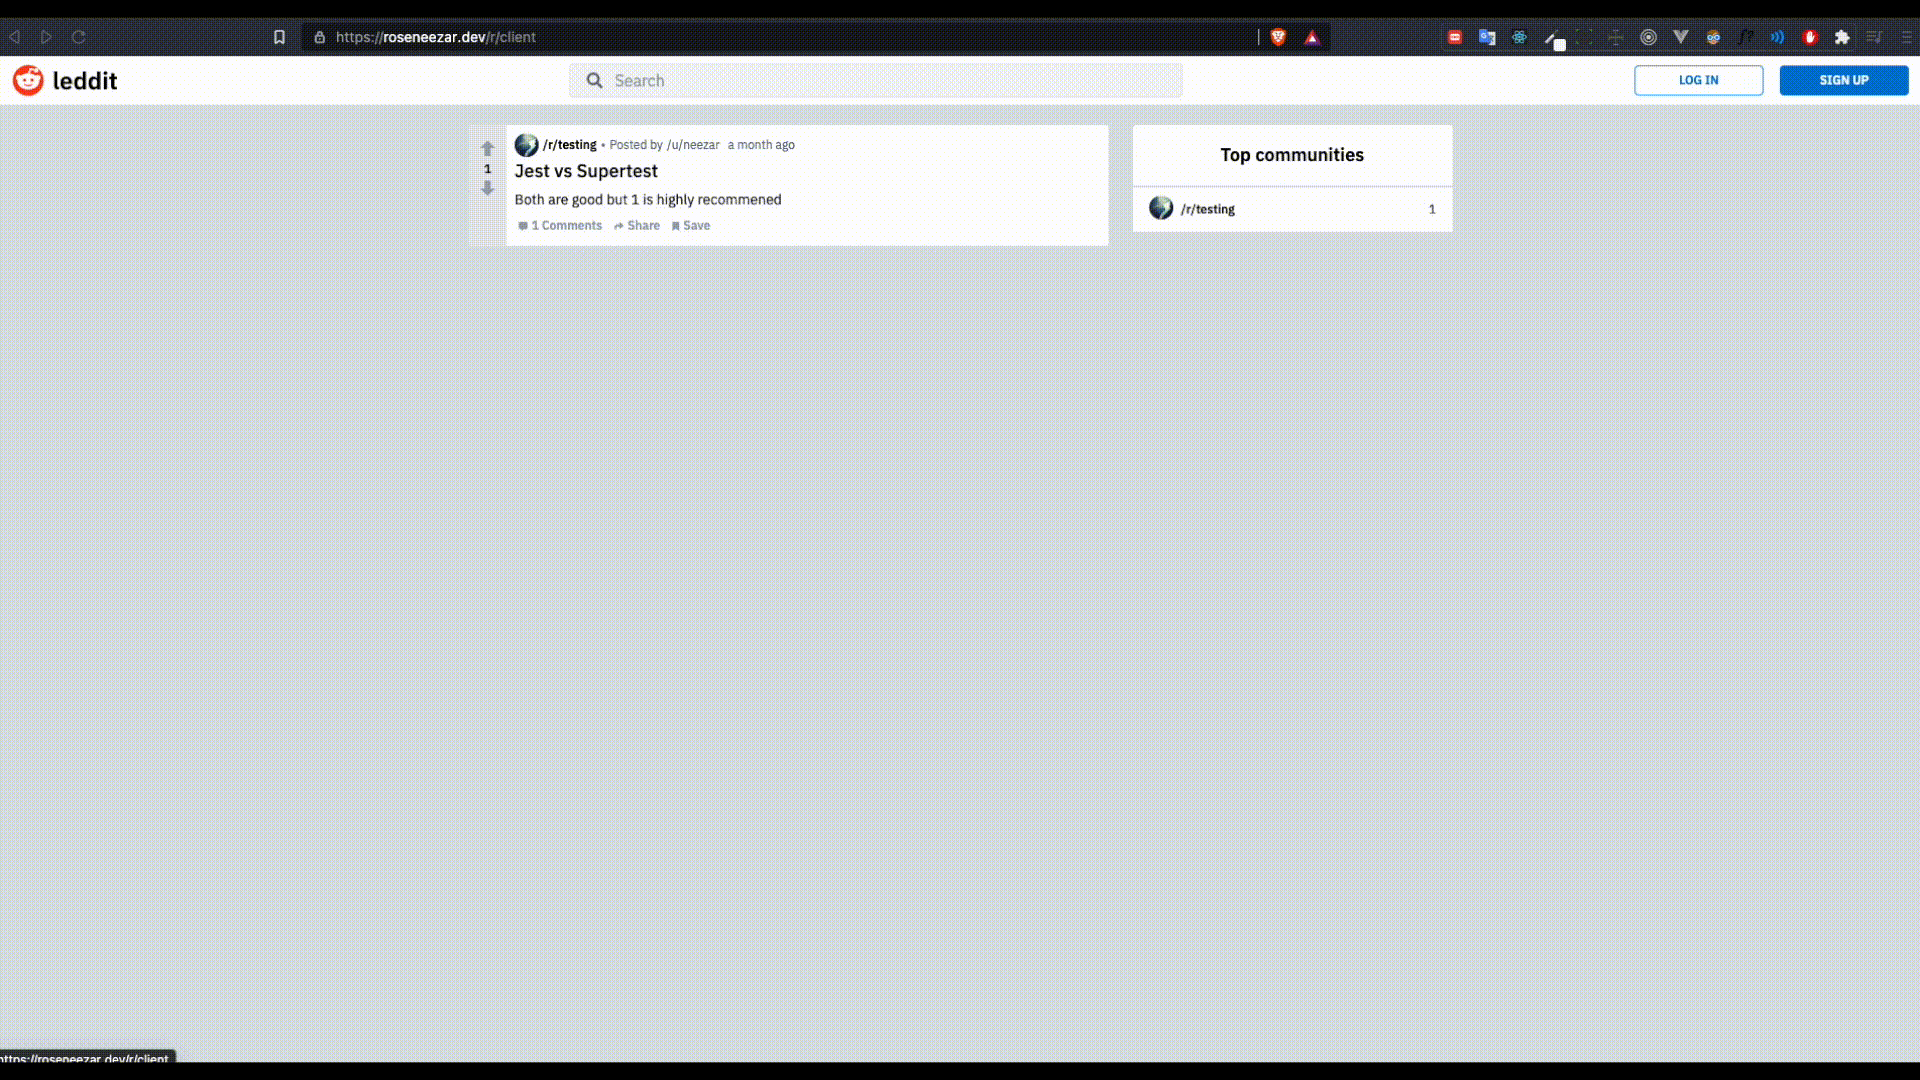 https://roseneezar.dev/r/client
leddit
Search
LOG IN
SIGN UP
/r/testing • Posted by /u/neezar a month ago
1
Jest vs Supertest
Both are good but 1 is highly recommened
1 Comments Share Save
Top communities
/r/testing 1
https://roseneezar.dev/r/client